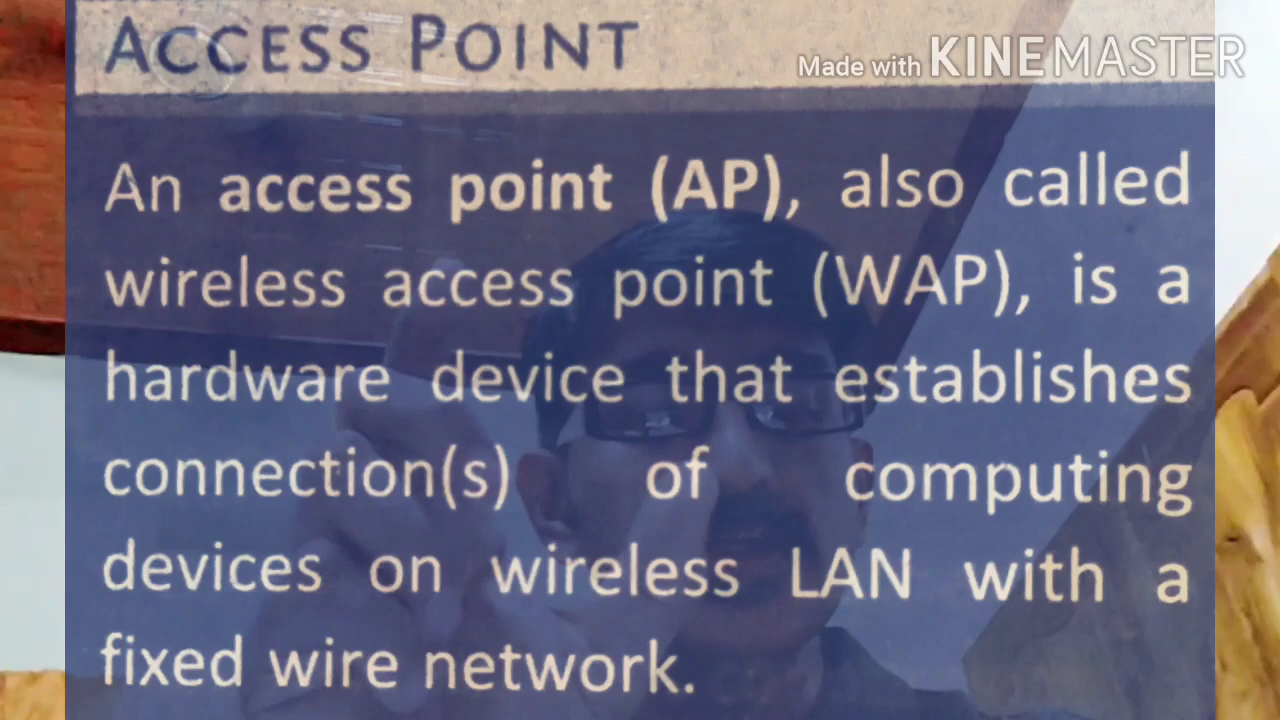 ACCESS POINT
Made with KINEMASTER
An access point (AP), also called
wireless access point (WAP), is a
hardware device that establishes
connection(s) of computing
devices on wireless LAN with a
fixed wire network.